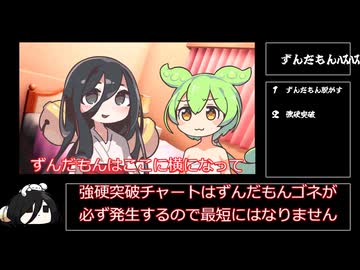 ずんだもんはここに横になって
ずんだもん
1 ずんだもん脱がす
2 強硬突破
強硬突破チャートはずんだもんゴネが
必ず発生するので最短にはなりません